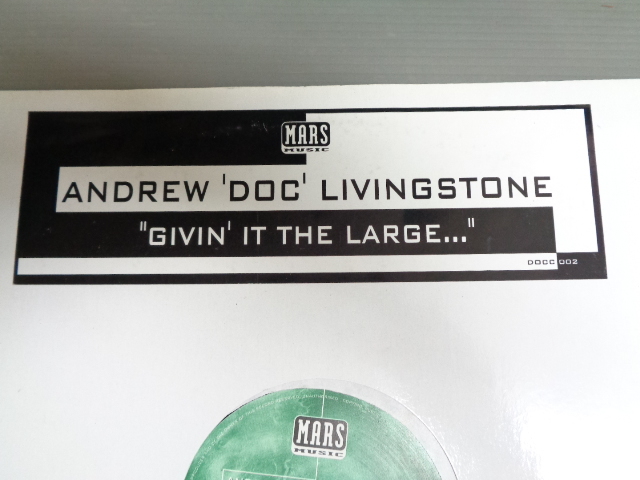 MARS
MUSIC
ANDREW 'DOC' LIVINGSTONE
"GIVIN' IT THE LARGE..."
DOCC 002
MARS
MUSIC